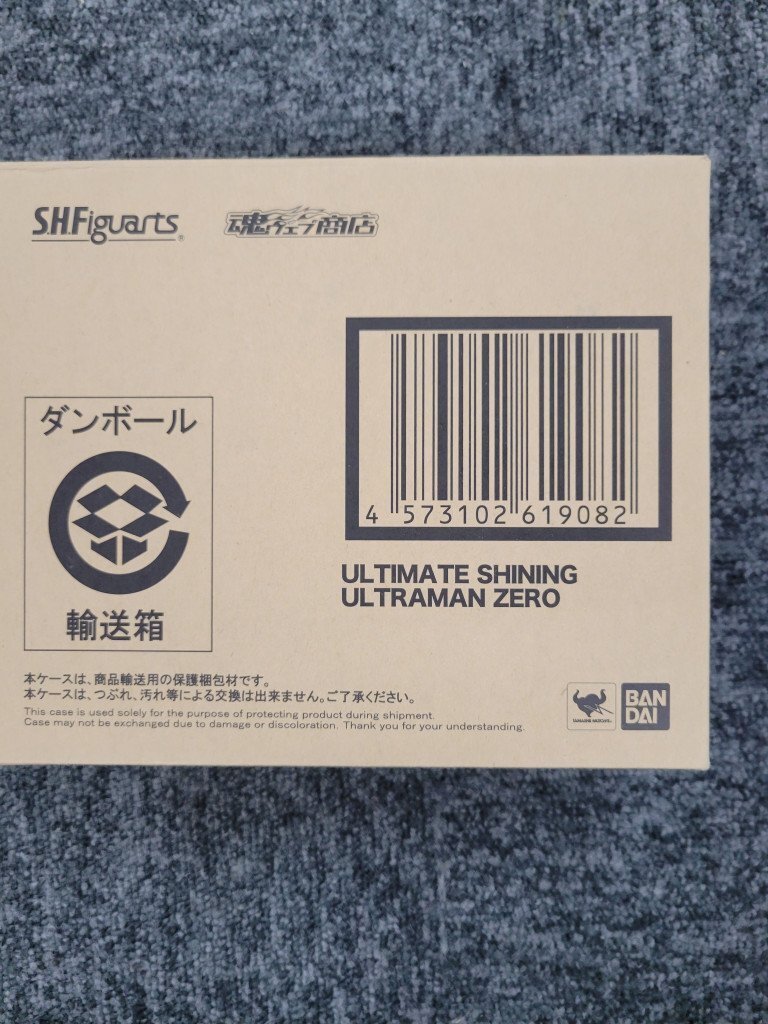 S.H.Figuarts®
魂ウェブ商店
ダンボール
輸送箱
4 573102 619082
ULTIMATE SHINING
ULTRAMAN ZERO
本ケースは、商品輸送用の保護梱包材です。
本ケースは、つぶれ、汚れ等による交換は出来ません。ご了承ください。
This case is used solely for the purpose of protecting product during shipment.
Case may not be exchanged due to damage or discoloration. Thank you for your understanding.
TAMASHII NATIONS
BAN
DAI